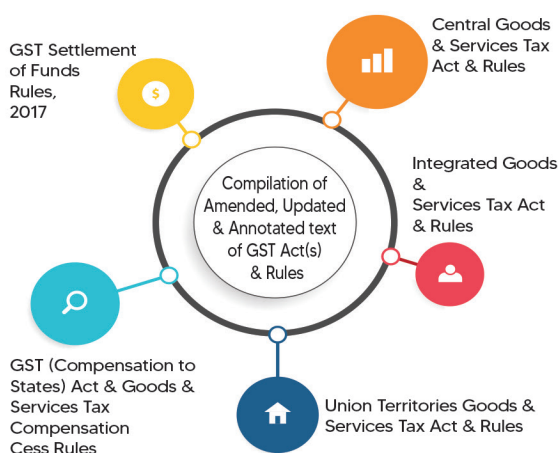 GST Settlement
of Funds
Rules,
2017
$
Central Goods
& Services Tax
Act & Rules
Integrated Goods
&
Services Tax Act
& Rules
Compilation of
Amended, Updated
& Annotated text
of GST Act(s)
& Rules
GST (Compensation to
States) Act & Goods &
Services Tax
Compensation
Cess Rules
Union Territories Goods &
Services Tax Act & Rules